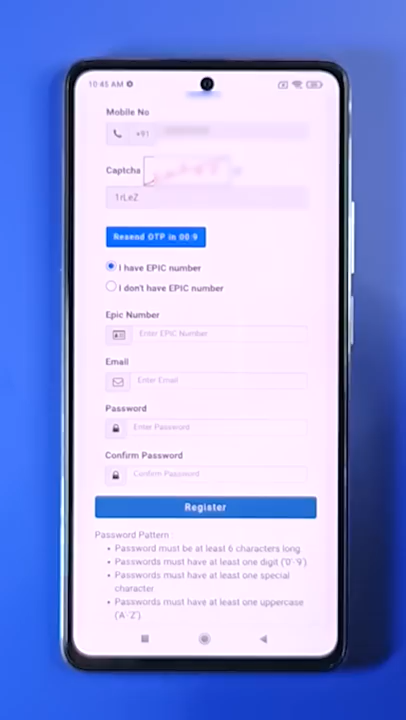 10:45 AM
Mobile No
+91
Captcha
1rLeZ
Resend OTP in 00:9
I have EPIC number
I don't have EPIC number
Epic Number
Enter EPIC Number
Email
Enter Email
Password
Enter Password
Confirm Password
Confirm Password
Register
Password Pattern
• Password must be at least 6 characters long
• Passwords must have at least one digit ('0'-'9')
• Passwords must have at least one special
character
• Passwords must have at least one uppercase
('A'-'Z')